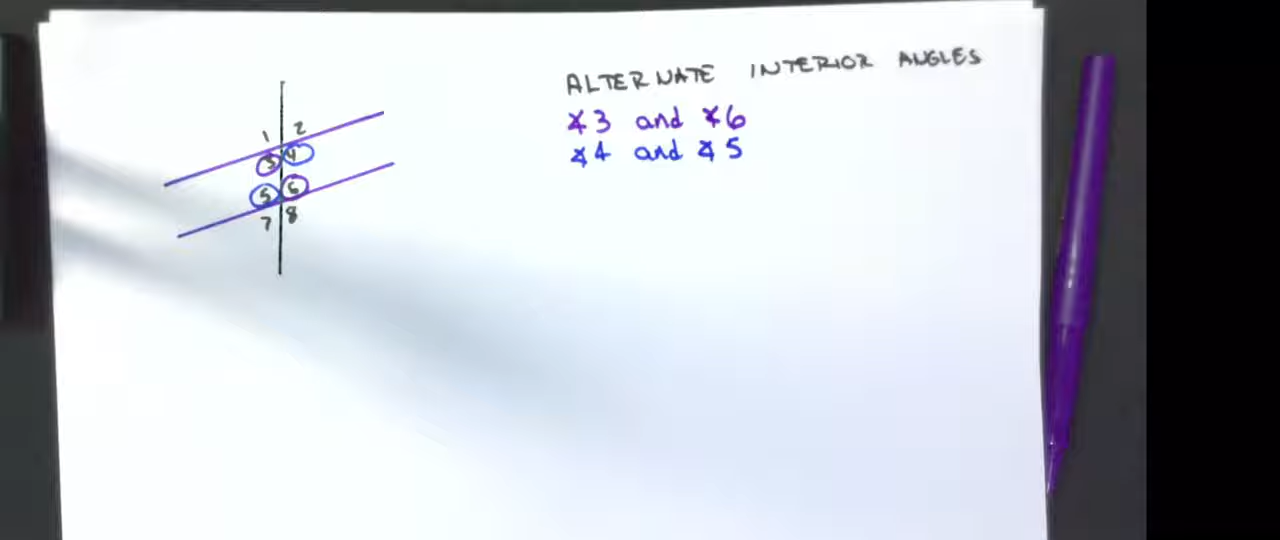 ALTERNATE INTERIOR ANGLES
∡3 and ∡6
∡4 and ∡5
1 2
3 4
5 6
7 8